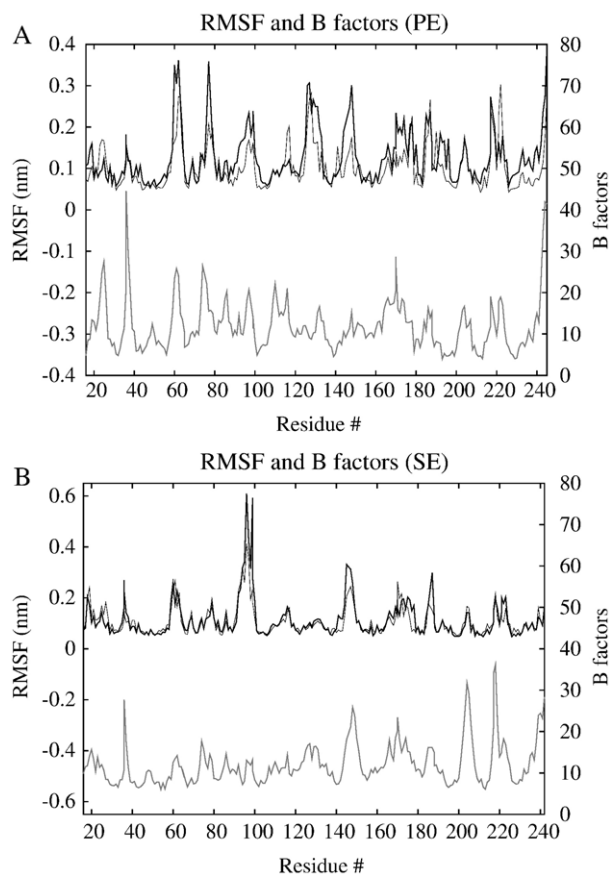 A
RMSF and B factors (PE)
0.4
0.3
0.2
0.1
0
-0.1
-0.2
-0.3
-0.4
RMSF (nm)
80
70
60
50
40
30
20
10
0
B factors
20 40 60 80 100 120 140 160 180 200 220 240
Residue #
B
RMSF and B factors (SE)
0.6
0.4
0.2
0
-0.2
-0.4
-0.6
RMSF (nm)
80
70
60
50
40
30
20
10
0
B factors
20 40 60 80 100 120 140 160 180 200 220 240
Residue #